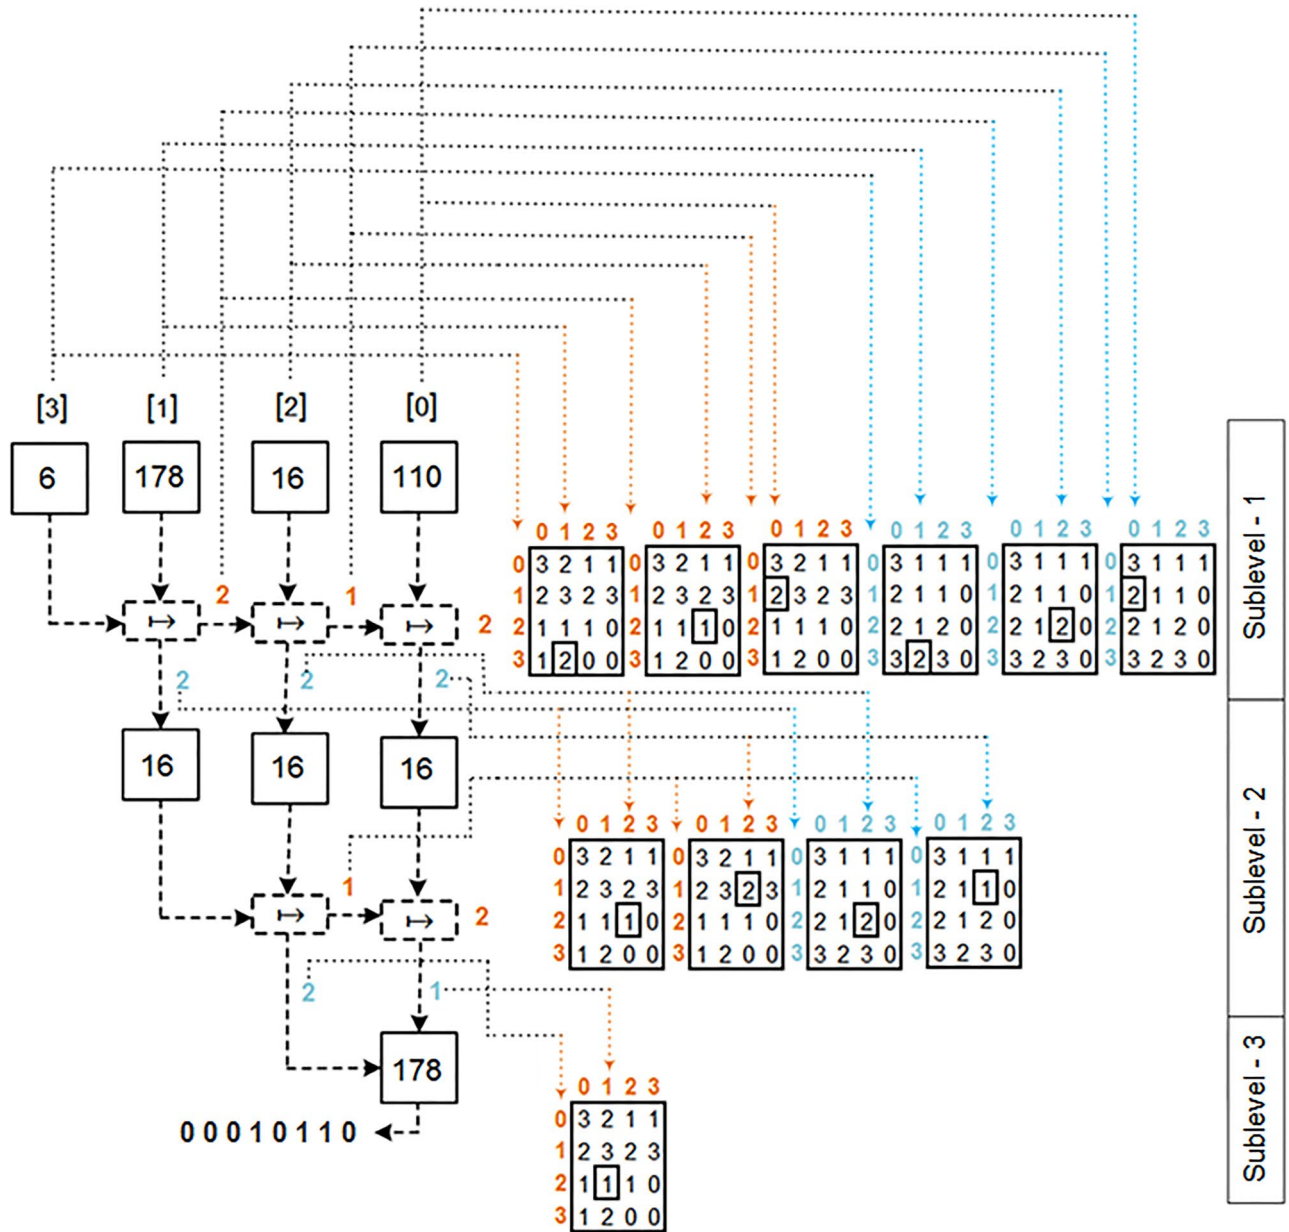 [3] [1] [2] [0]
6 178 16 110
0 1 2 3 0 1 2 3 0 1 2 3 0 1 2 3 0 1 2 3 0 1 2 3
0 3 2 1 1 0 3 2 1 1 0 3 2 1 1 0 3 1 1 1 0 3 1 1 1 0 3 1 1 1
↦ 2 ↦ 1 ↦ 2
1 2 3 2 3 1 2 3 2 3 1 2 3 2 3 1 2 1 1 0 1 2 1 1 0 1 2 1 1 0
2 1 1 1 0 2 1 1 1 0 2 1 1 1 0 2 2 1 2 0 2 2 1 2 0 2 2 1 2 0
3 1 2 0 0 3 1 2 0 0 3 1 2 0 0 3 3 2 3 0 3 3 2 3 0 3 3 2 3 0
Sublevel - 1
2 2 2
16 16 16
0 1 2 3 0 1 2 3 0 1 2 3 0 1 2 3
0 3 2 1 1 0 3 2 1 1 0 3 1 1 1 0 3 1 1 1
1 2 3 2 3 1 2 3 2 3 1 2 1 1 0 1 2 1 1 0
↦ 1 ↦ 2
2 1 1 1 0 2 1 1 1 0 2 2 1 2 0 2 2 1 2 0
3 1 2 0 0 3 1 2 0 0 3 3 2 3 0 3 3 2 3 0
Sublevel - 2
2 1
178
0 1 2 3
0 3 2 1 1
1 2 3 2 3
2 1 1 1 0
3 1 2 0 0
Sublevel - 3
0 0 0 1 0 1 1 0